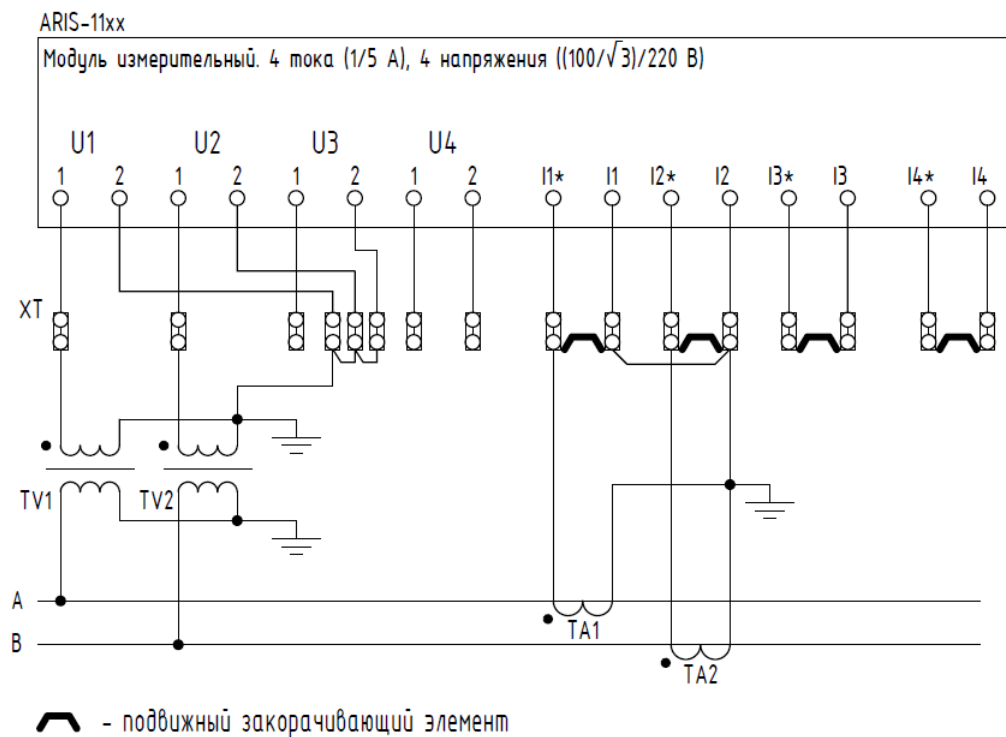 ARIS-11xx
Модуль измерительный. 4 тока (1/5 А), 4 напряжения ((100/√3)/220 В)
U1 U2 U3 U4
1 2 1 2 1 2 1 2 I1* I1 I2* I2 I3* I3 I4* I4
XT
TV1 TV2
A
TA1
B
TA2
- подвижный закорачивающий элемент